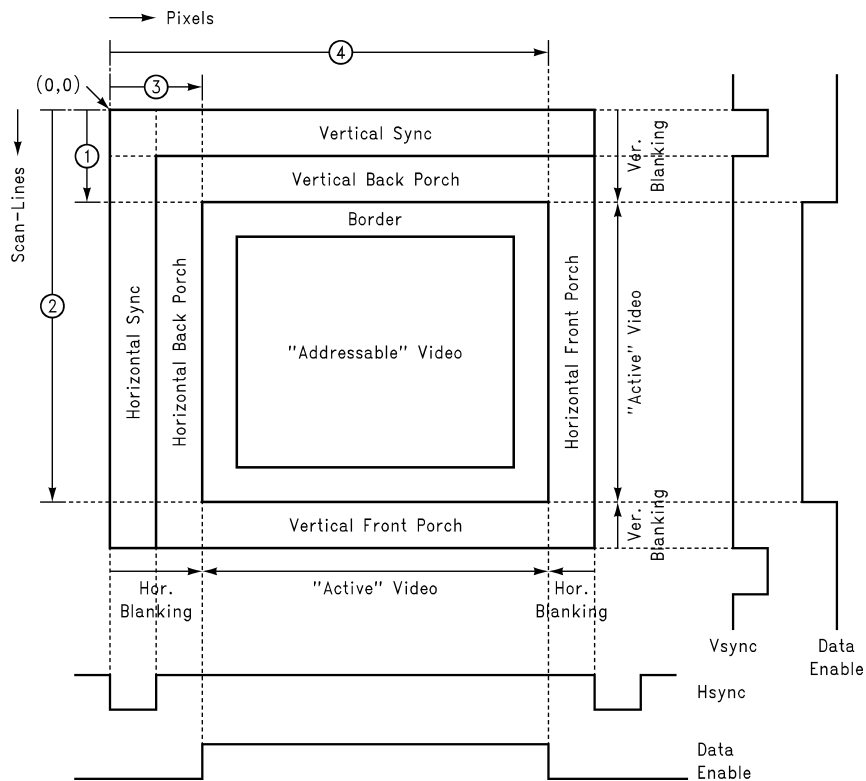 Pixels
4
(0,0)
3
Vertical Sync
1
Ver.
Blanking
Vertical Back Porch
Scan-Lines
Border
2
Horizontal Sync
Horizontal Back Porch
"Addressable" Video
Horizontal Front Porch
"Active" Video
Vertical Front Porch
Ver.
Blanking
Hor.
Blanking
"Active" Video
Hor.
Blanking
Vsync
Data
Enable
Hsync
Data
Enable